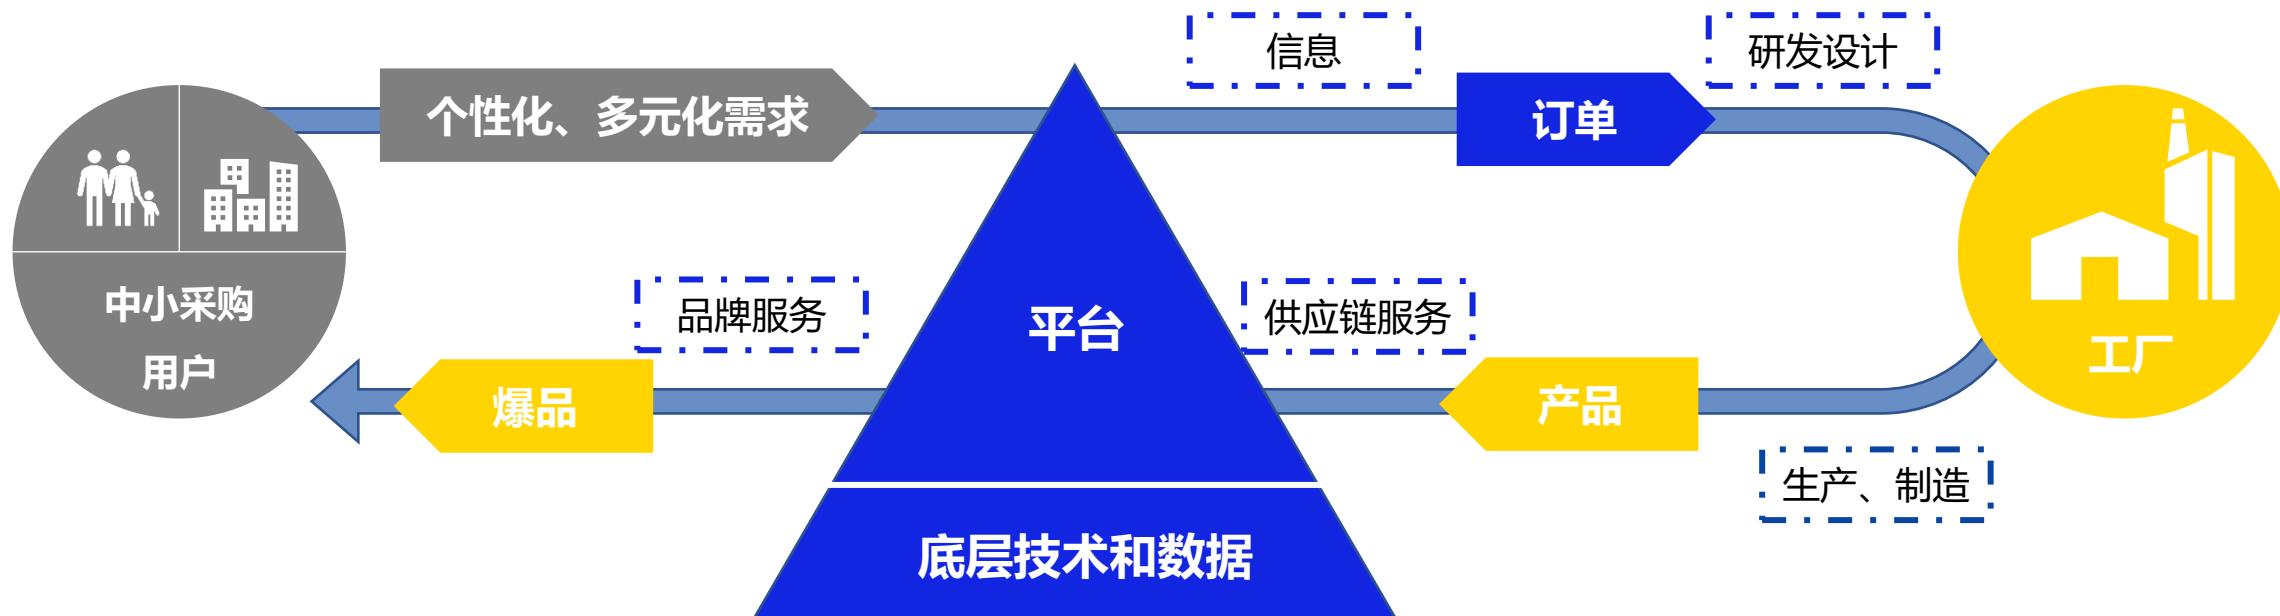 信息
研发设计
个性化、多元化需求
订单
中小采购
用户
品牌服务
平台
供应链服务
工厂
爆品
产品
生产、制造
底层技术和数据